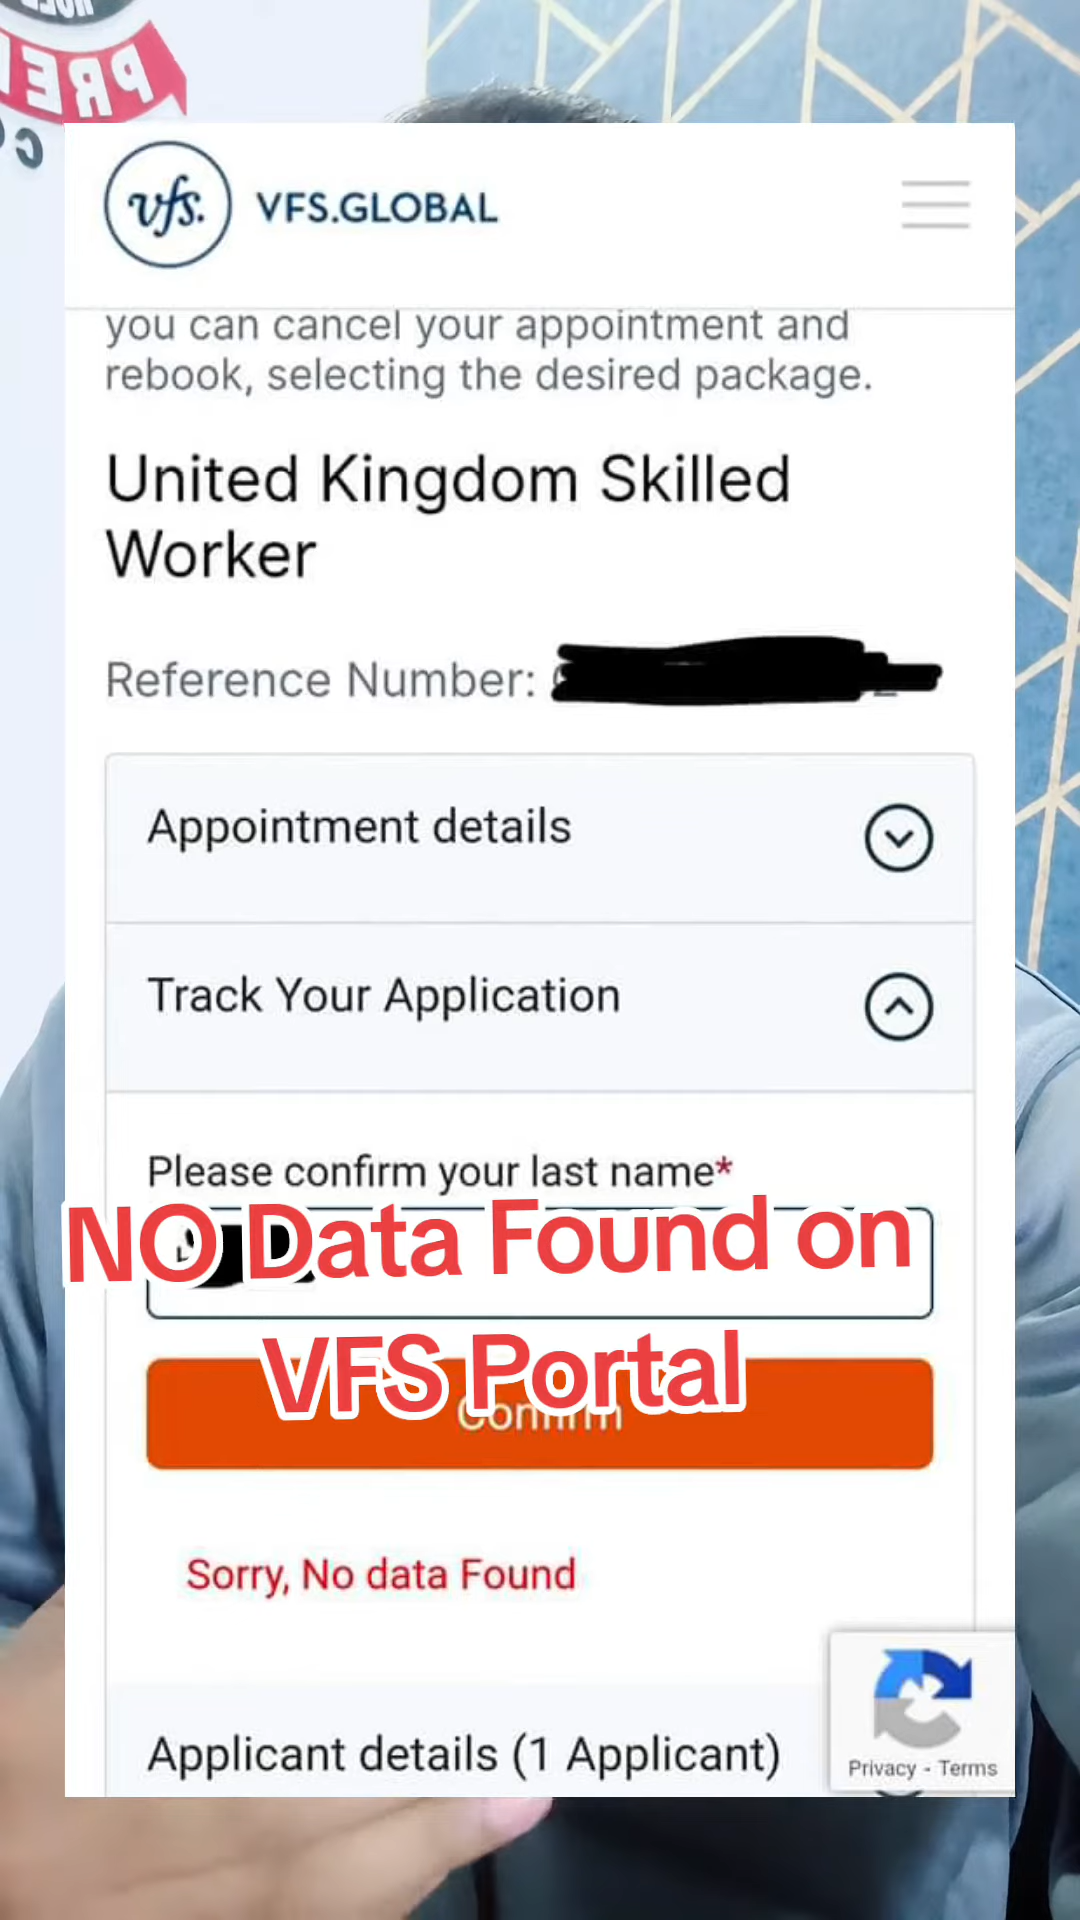 vfs. VFS.GLOBAL
you can cancel your appointment and
rebook, selecting the desired package.
United Kingdom Skilled
Worker
Reference Number:
Appointment details
Track Your Application
Please confirm your last name*
NO Data Found on
VFS Portal
Confirm
Sorry, No data Found
Applicant details (1 Applicant)
Privacy - Terms